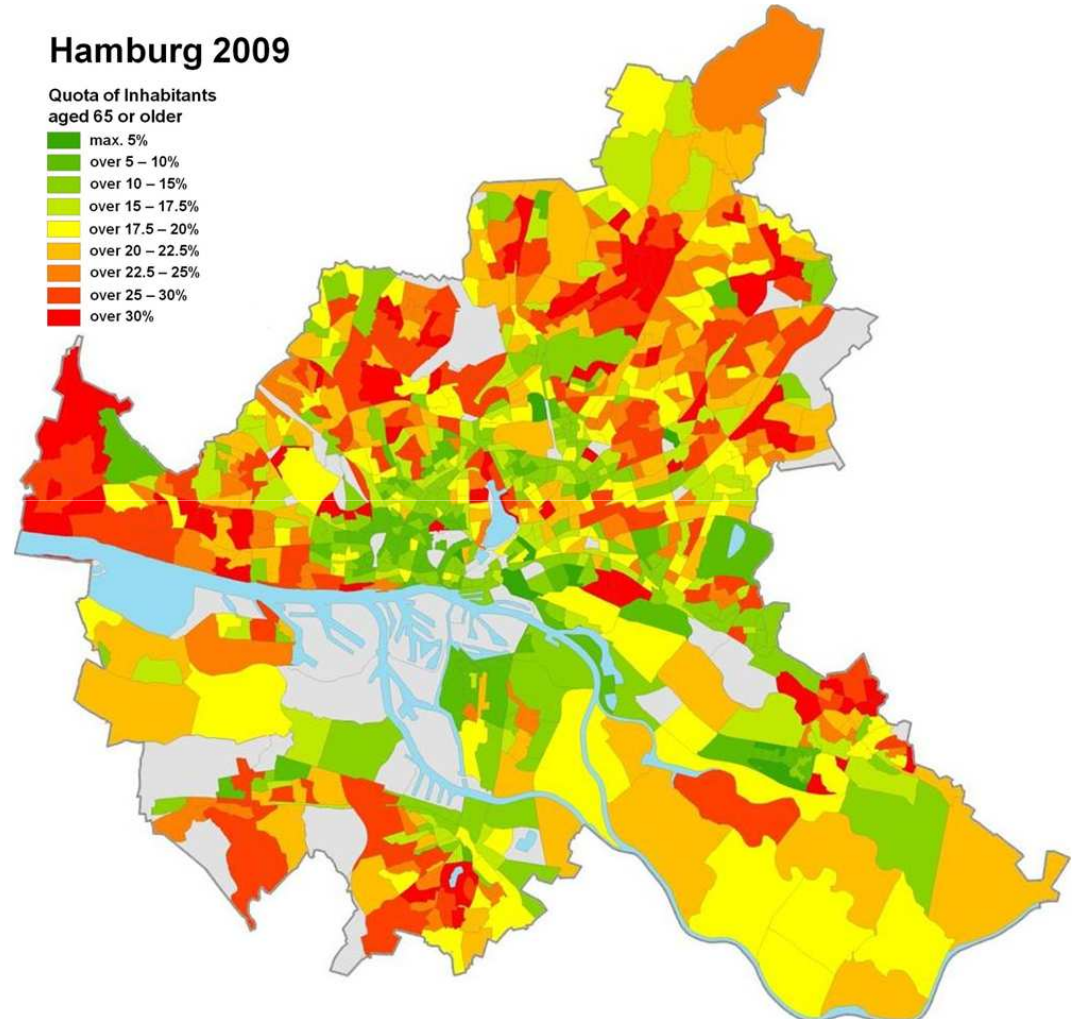 Hamburg 2009
Quota of Inhabitants
aged 65 or older
max. 5%
over 5 – 10%
over 10 – 15%
over 15 – 17.5%
over 17.5 – 20%
over 20 – 22.5%
over 22.5 – 25%
over 25 – 30%
over 30%